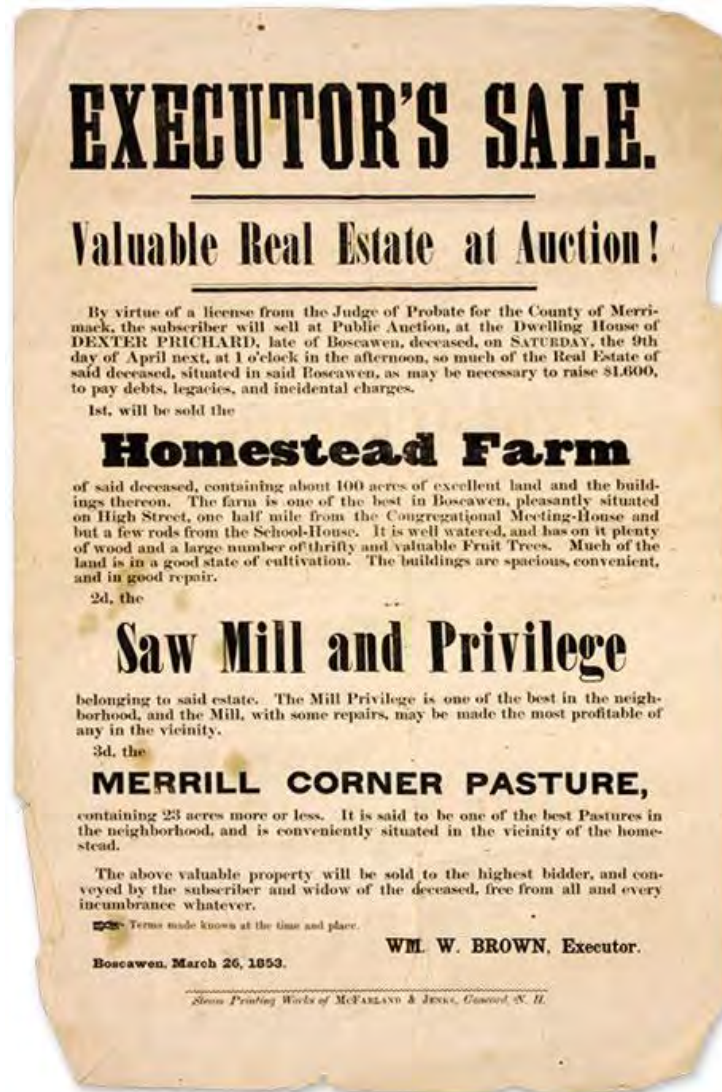 EXECUTOR'S SALE.
Valuable Real Estate at Auction!
By virtue of a license from the Judge of Probate for the County of Merri-
mack, the subscriber will sell at Public Auction, at the Dwelling House of
DEXTER PRICHARD, late of Boscawen, deceased, on SATURDAY, the 9th
day of April next, at 1 o'clock in the afternoon, so much of the Real Estate of
said deceased, situated in said Boscawen, as may be necessary to raise $1,600,
to pay debts, legacies, and incidental charges.
1st, will be sold the
Homestead Farm
of said deceased, containing about 100 acres of excellent land and the build-
ings thereon. The farm is one of the best in Boscawen, pleasantly situated
on High Street, one half mile from the Congregational Meeting-House and
but a few rods from the School-House. It is well watered, and has on it plenty
of wood and a large number of thrifty and valuable Fruit Trees. Much of the
land is in a good state of cultivation. The buildings are spacious, convenient,
and in good repair.
2d, the
Saw Mill and Privilege
belonging to said estate. The Mill Privilege is one of the best in the neigh-
borhood, and the Mill, with some repairs, may be made the most profitable of
any in the vicinity.
3d, the
MERRILL CORNER PASTURE,
containing 23 acres more or less. It is said to be one of the best Pastures in
the neighborhood, and is conveniently situated in the vicinity of the home-
stead.
The above valuable property will be sold to the highest bidder, and con-
veyed by the subscriber and widow of the deceased, free from all and every
incumbrance whatever.
Terms made known at the time and place.
WM. W. BROWN, Executor.
Boscawen, March 26, 1853.
Steam Printing Works of MCFARLAND & JENKS, Concord, N. H.